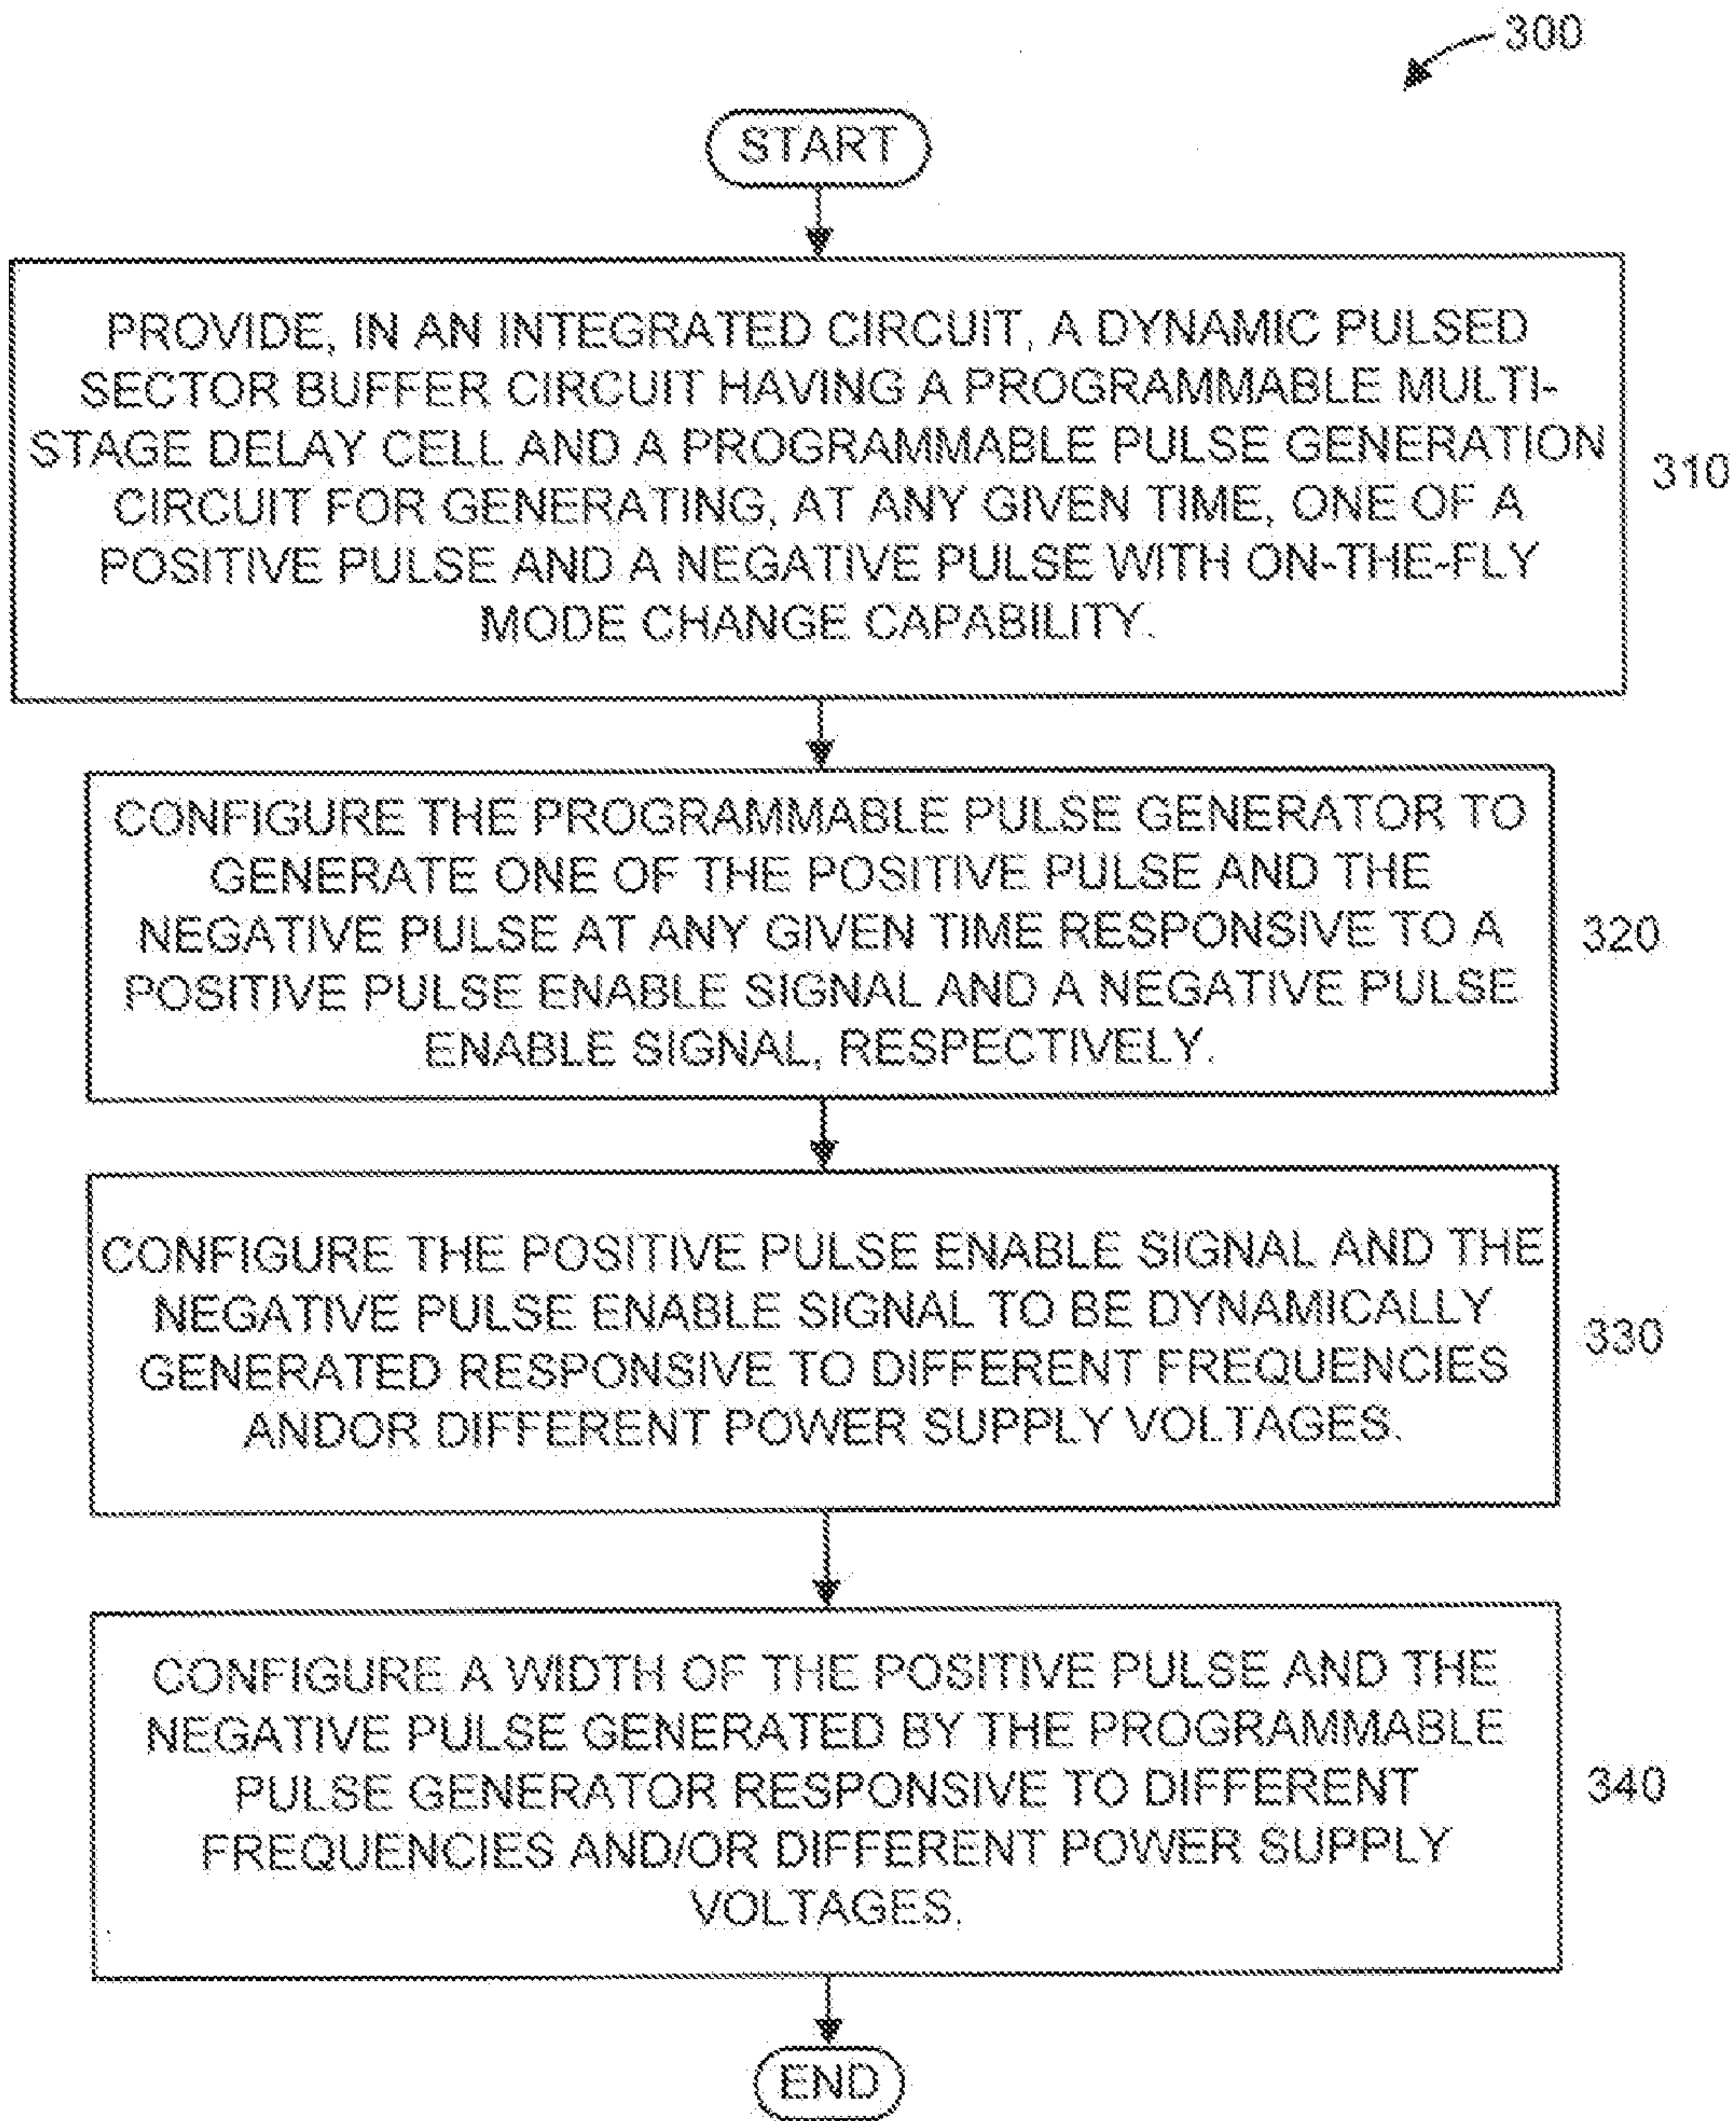 300
START
PROVIDE, IN AN INTEGRATED CIRCUIT, A DYNAMIC PULSED
SECTOR BUFFER CIRCUIT HAVING A PROGRAMMABLE MULTI-
STAGE DELAY CELL AND A PROGRAMMABLE PULSE GENERATION
CIRCUIT FOR GENERATING, AT ANY GIVEN TIME, ONE OF A
POSITIVE PULSE AND A NEGATIVE PULSE WITH ON-THE-FLY
MODE CHANGE CAPABILITY.
310
CONFIGURE THE PROGRAMMABLE PULSE GENERATOR TO
GENERATE ONE OF THE POSITIVE PULSE AND THE
NEGATIVE PULSE AT ANY GIVEN TIME RESPONSIVE TO A
POSITIVE PULSE ENABLE SIGNAL AND A NEGATIVE PULSE
ENABLE SIGNAL, RESPECTIVELY.
320
CONFIGURE THE POSITIVE PULSE ENABLE SIGNAL AND THE
NEGATIVE PULSE ENABLE SIGNAL TO BE DYNAMICALLY
GENERATED RESPONSIVE TO DIFFERENT FREQUENCIES
ANDOR DIFFERENT POWER SUPPLY VOLTAGES.
330
CONFIGURE A WIDTH OF THE POSITIVE PULSE AND THE
NEGATIVE PULSE GENERATED BY THE PROGRAMMABLE
PULSE GENERATOR RESPONSIVE TO DIFFERENT
FREQUENCIES AND/OR DIFFERENT POWER SUPPLY
VOLTAGES.
340
END